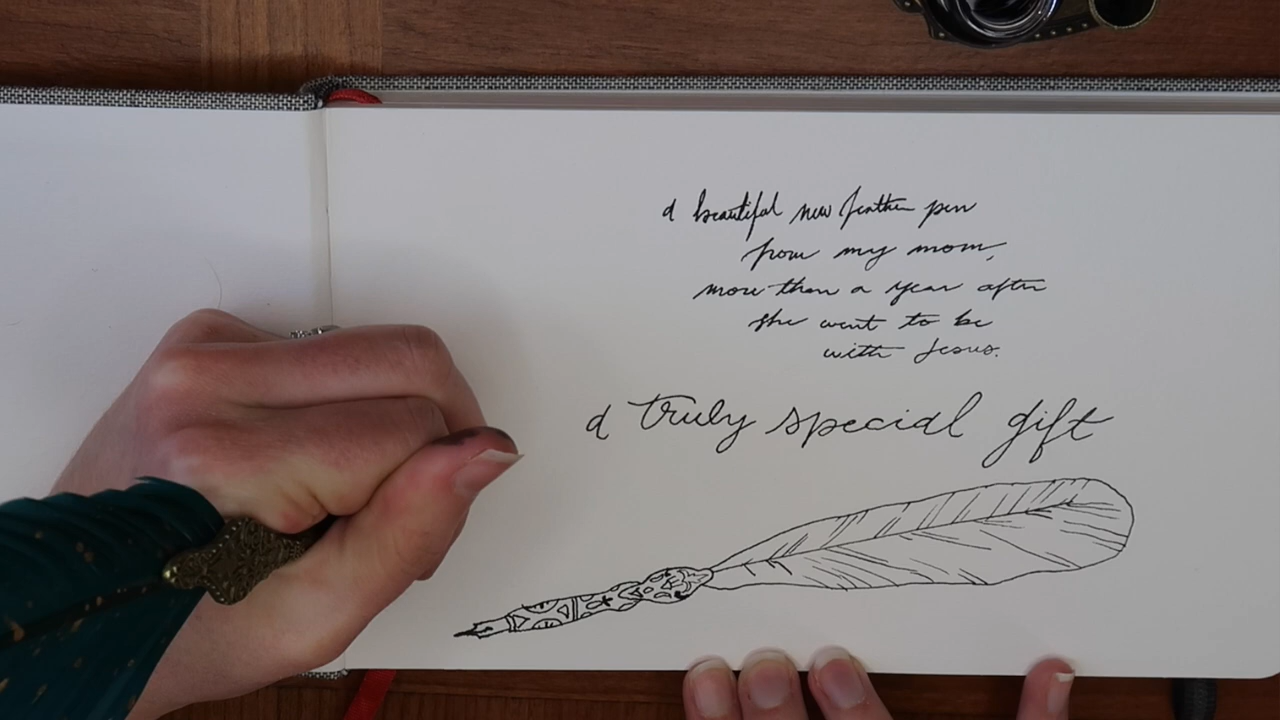 a beautiful new feather pen
from my mom,
more than a year after
she went to be
with Jesus.
a truly special gift